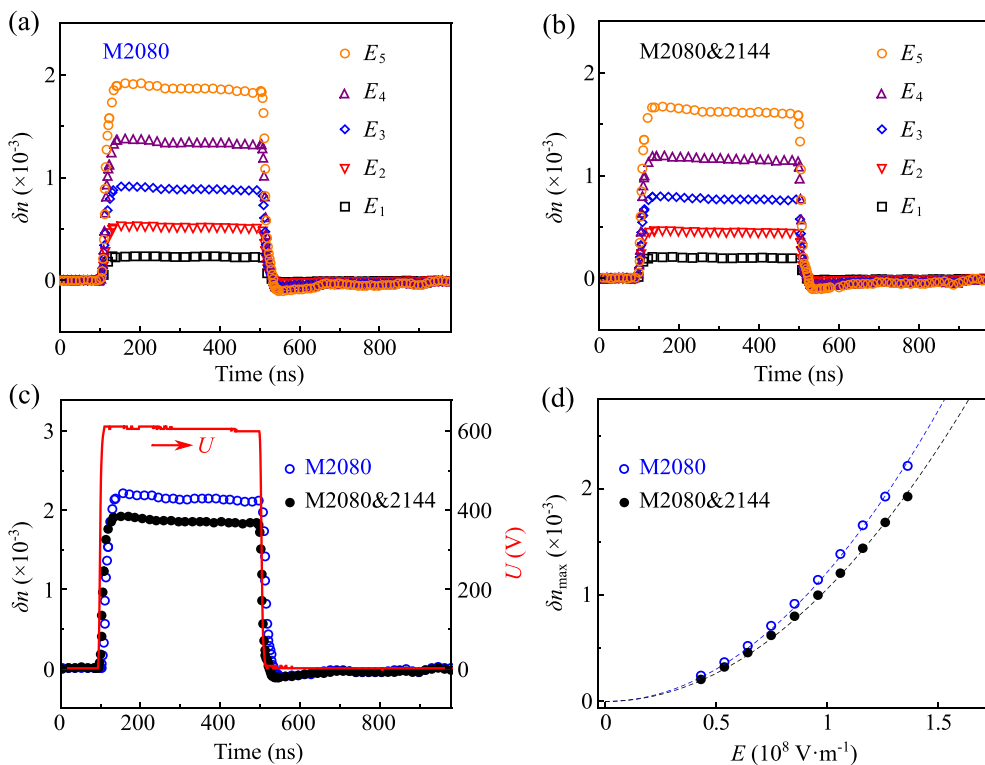 (a)
M2080
E5
E4
E3
E2
E1
2
1
0
δn (×10-3)
0
200
400
600
800
Time (ns)
(b)
M2080&2144
E5
E4
E3
E2
E1
2
1
0
δn (×10-3)
0
200
400
600
800
Time (ns)
(c)
U
M2080
M2080&2144
3
2
1
0
δn (×10-3)
600
400
200
0
U (V)
0
200
400
600
800
Time (ns)
(d)
M2080
M2080&2144
2
1
0
δnmax (×10-3)
0
0.5
1
1.5
E (10⁸ V·m-1)